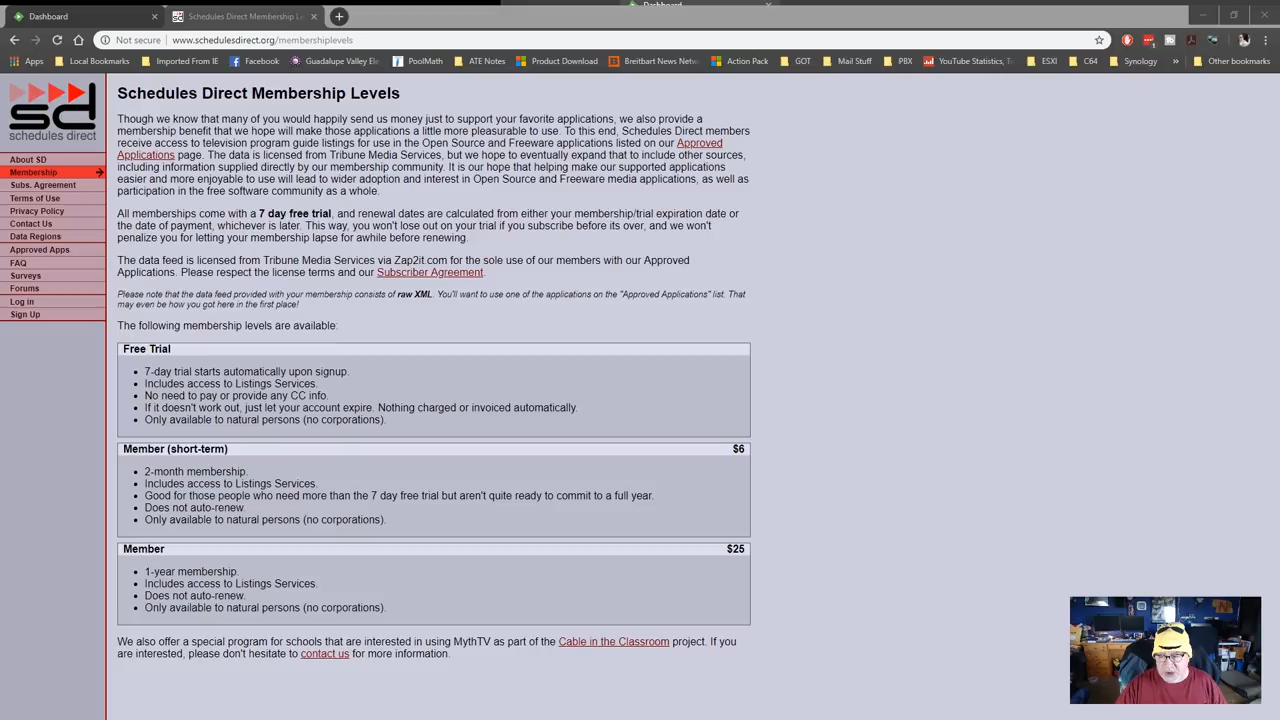 Dashboard
Dashboard
Schedules Direct Membership Le
Not secure
www.schedulesdirect.org/membershiplevels
Apps
Local Bookmarks
Imported From IE
Facebook
Guadalupe Valley Ele
PoolMath
ATE Notes
Product Download
Breitbart News Netw
Action Pack
GOT
Mail Stuff
PBX
YouTube Statistics, T
ESXI
C64
Synology
»
Other bookmarks
sd
schedules direct
About SD
Membership
Subs. Agreement
Terms of Use
Privacy Policy
Contact Us
Data Regions
Approved Apps
FAQ
Surveys
Forums
Log in
Sign Up
Schedules Direct Membership Levels
Though we know that many of you would happily send us money just to support your favorite applications, we also provide a
membership benefit that we hope will make those applications a little more pleasurable to use. To this end, Schedules Direct members
receive access to television program guide listings for use in the Open Source and Freeware applications listed on our Approved
Applications page. The data is licensed from Tribune Media Services, but we hope to eventually expand that to include other sources,
including information supplied directly by our membership community. It is our hope that helping make our supported applications
easier and more enjoyable to use will lead to wider adoption and interest in Open Source and Freeware media applications, as well as
participation in the free software community as a whole.
All memberships come with a 7 day free trial, and renewal dates are calculated from either your membership/trial expiration date or
the date of payment, whichever is later. This way, you won't lose out on your trial if you subscribe before its over, and we won't
penalize you for letting your membership lapse for awhile before renewing.
The data feed is licensed from Tribune Media Services via Zap2it.com for the sole use of our members with our Approved
Applications. Please respect the license terms and our Subscriber Agreement.
Please note that the data feed provided with your membership consists of raw XML. You'll want to use one of the applications on the "Approved Applications" list. That
may even be how you got here in the first place!
The following membership levels are available:
Free Trial
• 7-day trial starts automatically upon signup.
• Includes access to Listings Services.
• No need to pay or provide any CC info.
• If it doesn't work out, just let your account expire. Nothing charged or invoiced automatically.
• Only available to natural persons (no corporations).
Member (short-term) $6
• 2-month membership.
• Includes access to Listings Services.
• Good for those people who need more than the 7 day free trial but aren't quite ready to commit to a full year.
• Does not auto-renew.
• Only available to natural persons (no corporations).
Member $25
• 1-year membership.
• Includes access to Listings Services.
• Does not auto-renew.
• Only available to natural persons (no corporations).
We also offer a special program for schools that are interested in using MythTV as part of the Cable in the Classroom project. If you
are interested, please don't hesitate to contact us for more information.